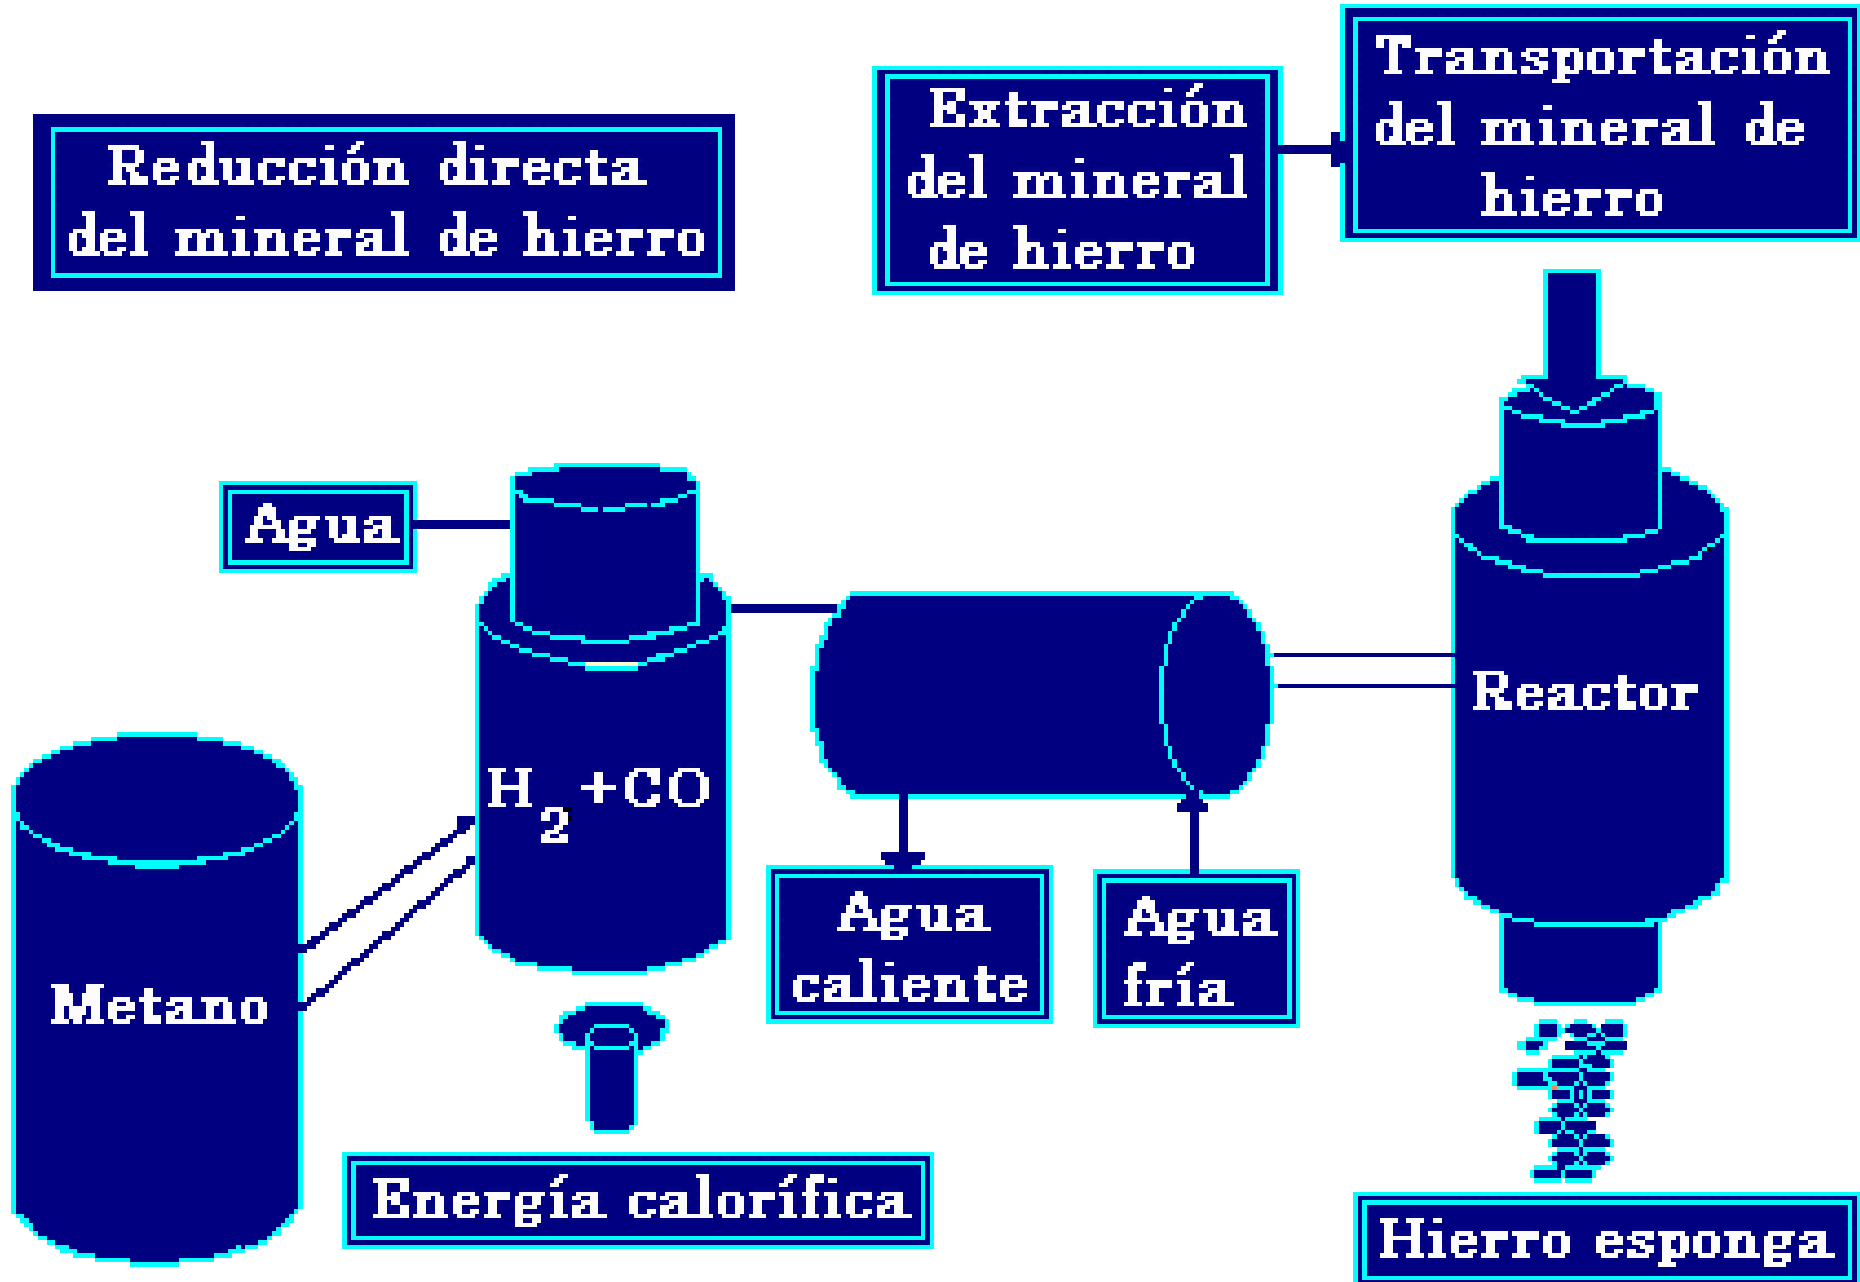 Reducción directa
del mineral de hierro
Extracción
del mineral
de hierro
Transportación
del mineral de
hierro
Agua
H2+CO
Reactor
Metano
Agua
caliente
Agua
fría
Energía calorífica
Hierro esponga